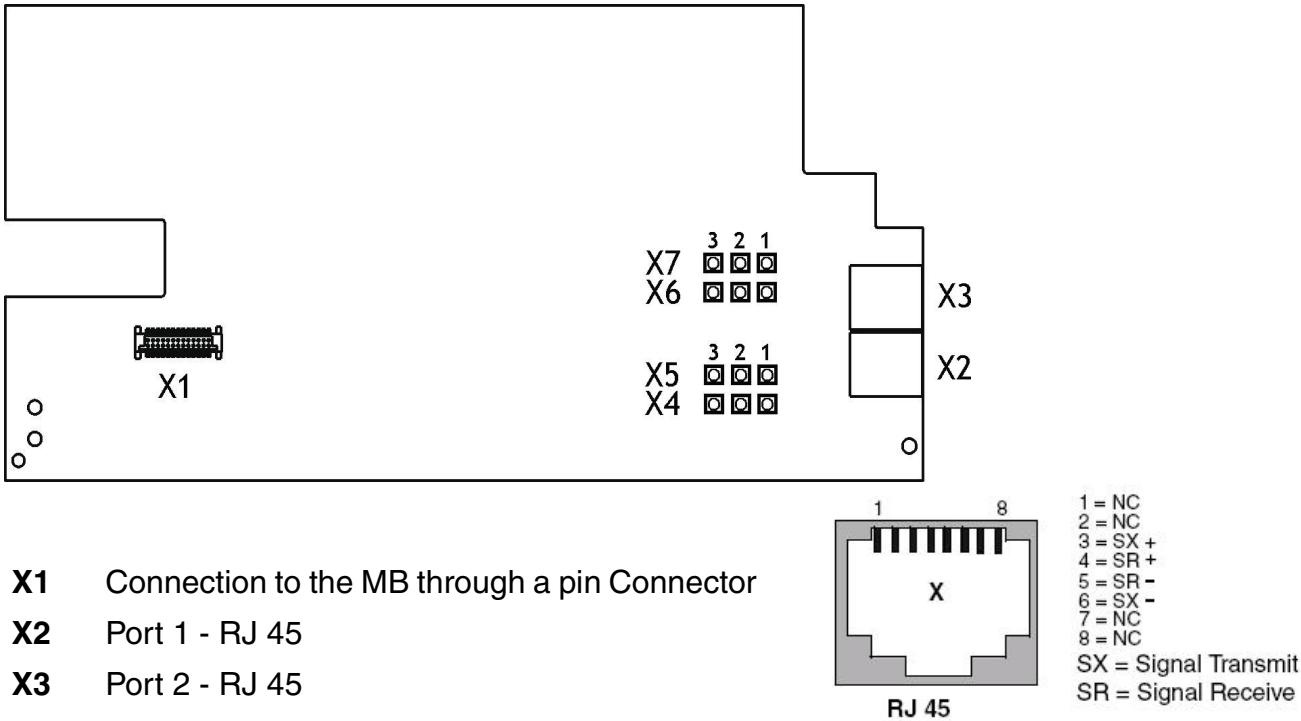 3 2 1
X7
X6
X3
3 2 1
X5
X4
X2
X1
1 8
X
RJ 45
1 = NC
2 = NC
3 = SX +
4 = SR +
5 = SR -
6 = SX -
7 = NC
8 = NC
SX = Signal Transmit
SR = Signal Receive
X1 Connection to the MB through a pin Connector
X2 Port 1 - RJ 45
X3 Port 2 - RJ 45